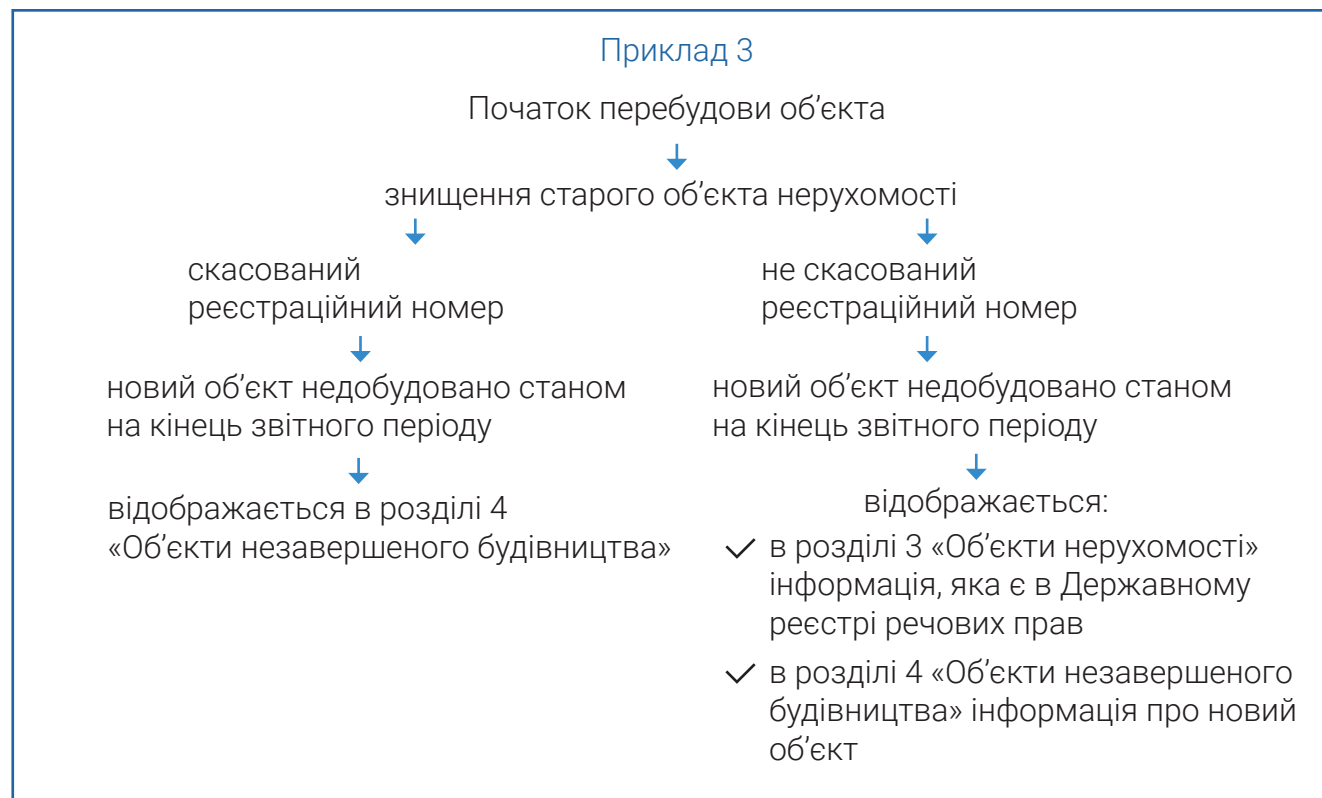 Приклад 3
Початок перебудови об’єкта
знищення старого об’єкта нерухомості
скасований
реєстраційний номер
новий об’єкт недобудовано станом
на кінець звітного періоду
відображається в розділі 4
«Об’єкти незавершеного будівництва»
не скасований
реєстраційний номер
новий об’єкт недобудовано станом
на кінець звітного періоду
відображається:
в розділі 3 «Об’єкти нерухомості»
інформація, яка є в Державному
реєстрі речових прав
в розділі 4 «Об’єкти незавершеного
будівництва» інформація про новий
об’єкт